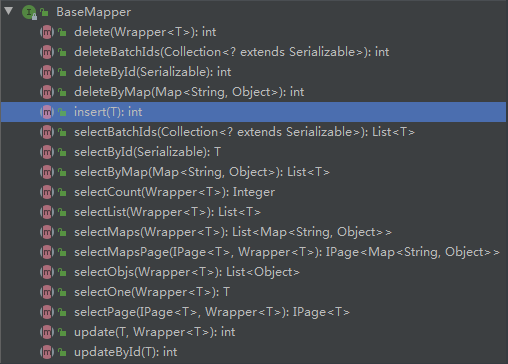 BaseMapper
delete(Wrapper<T>): int
deleteBatchIds(Collection<? extends Serializable>): int
deleteById(Serializable): int
deleteByMap(Map<String, Object>): int
insert(T): int
selectBatchIds(Collection<? extends Serializable>): List<T>
selectById(Serializable): T
selectByMap(Map<String, Object>): List<T>
selectCount(Wrapper<T>): Integer
selectList(Wrapper<T>): List<T>
selectMaps(Wrapper<T>): List<Map<String, Object>>
selectMapsPage(IPage<T>, Wrapper<T>): IPage<Map<String, Object>>
selectObjs(Wrapper<T>): List<Object>
selectOne(Wrapper<T>): T
selectPage(IPage<T>, Wrapper<T>): IPage<T>
update(T, Wrapper<T>): int
updateById(T): int